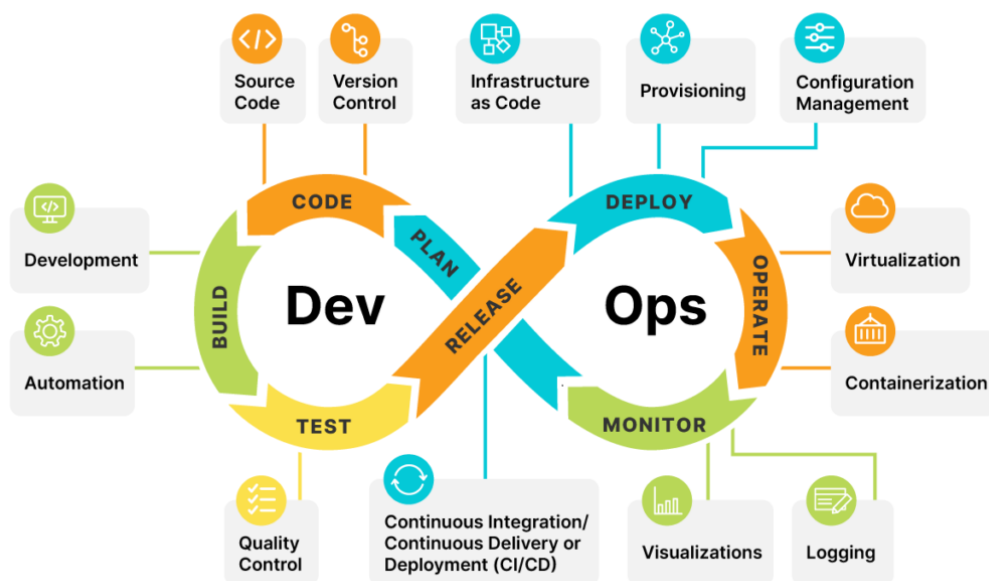 Source
Code
Version
Control
Infrastructure
as Code
Provisioning
Configuration
Management
CODE
PLAN
DEPLOY
Development
BUILD
Dev
RELEASE
Ops
OPERATE
Virtualization
Automation
TEST
MONITOR
Containerization
Quality
Control
Continuous Integration/
Continuous Delivery or
Deployment (CI/CD)
Visualizations
Logging